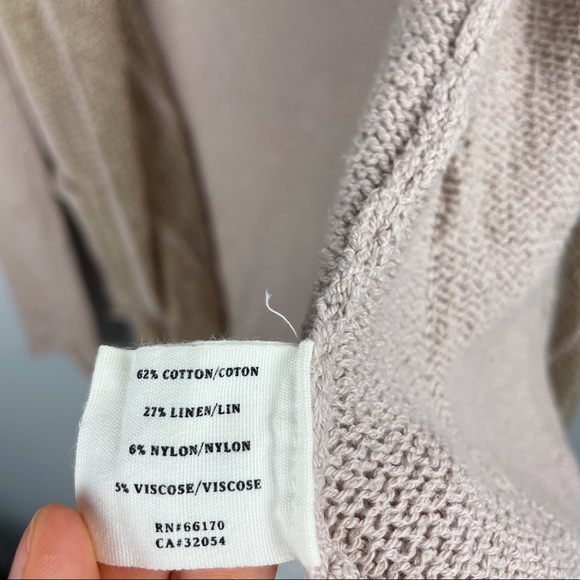 62% COTTON/COTON
27% LINEN/LIN
6% NYLON/NYLON
5% VISCOSE/VISCOSE
RN#66170
CA#32054